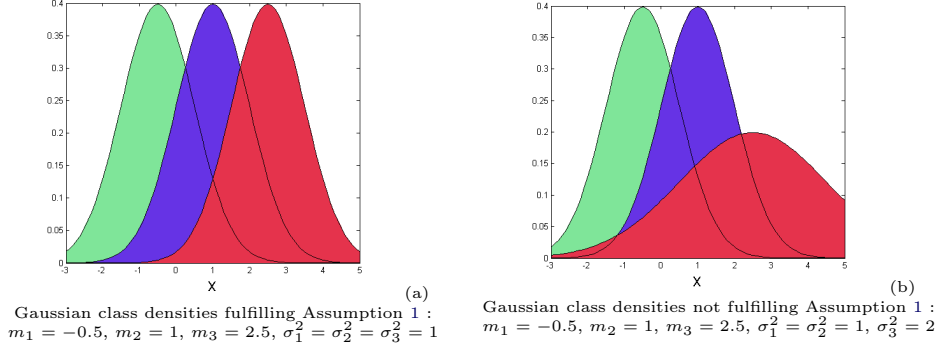 0.4
0.35
0.3
0.25
0.2
0.15
0.1
0.05
0
-3 -2 -1 0 1 2 3 4 5
X
(a)
Gaussian class densities fulfilling Assumption 1 :
m₁ = −0.5, m₂ = 1, m₃ = 2.5, σ₁² = σ₂² = σ₃² = 1
0.4
0.35
0.3
0.25
0.2
0.15
0.1
0.05
0
-3 -2 -1 0 1 2 3 4 5
X
(b)
Gaussian class densities not fulfilling Assumption 1 :
m₁ = −0.5, m₂ = 1, m₃ = 2.5, σ₁² = σ₂² = 1, σ₃² = 2